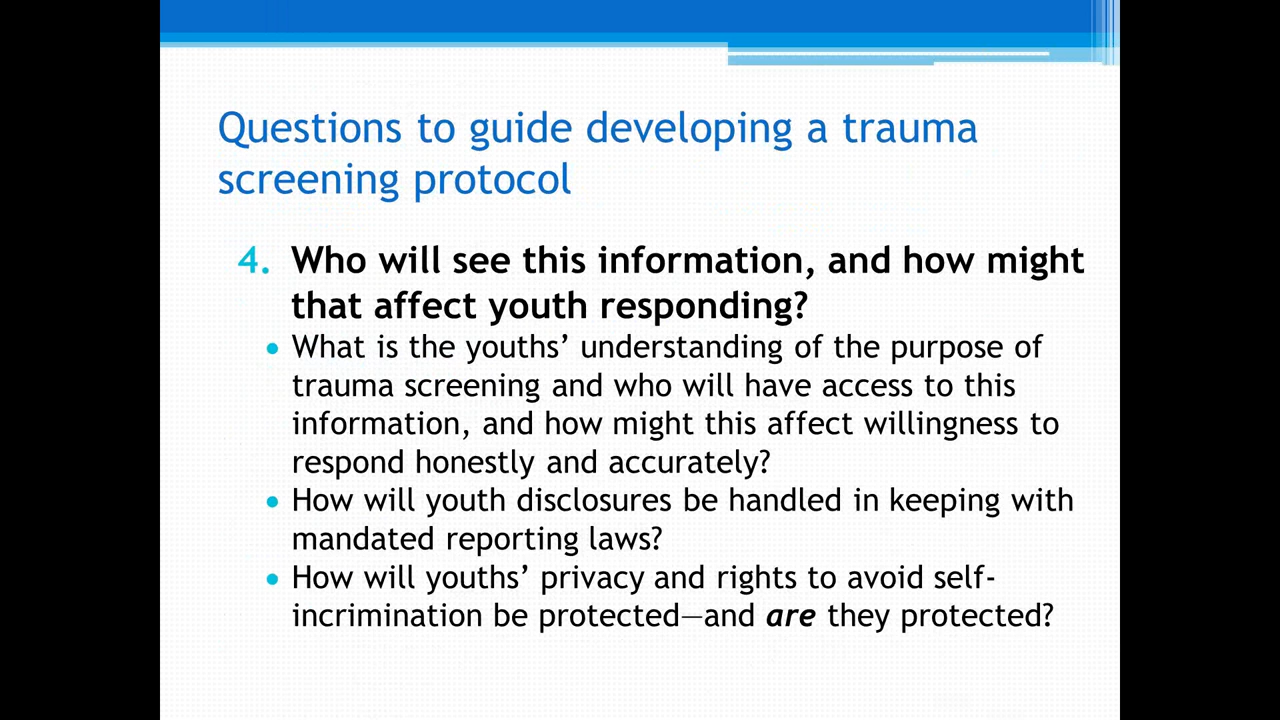 Questions to guide developing a trauma
screening protocol
4. Who will see this information, and how might
that affect youth responding?
• What is the youths’ understanding of the purpose of
trauma screening and who will have access to this
information, and how might this affect willingness to
respond honestly and accurately?
• How will youth disclosures be handled in keeping with
mandated reporting laws?
• How will youths’ privacy and rights to avoid self-
incrimination be protected—and are they protected?